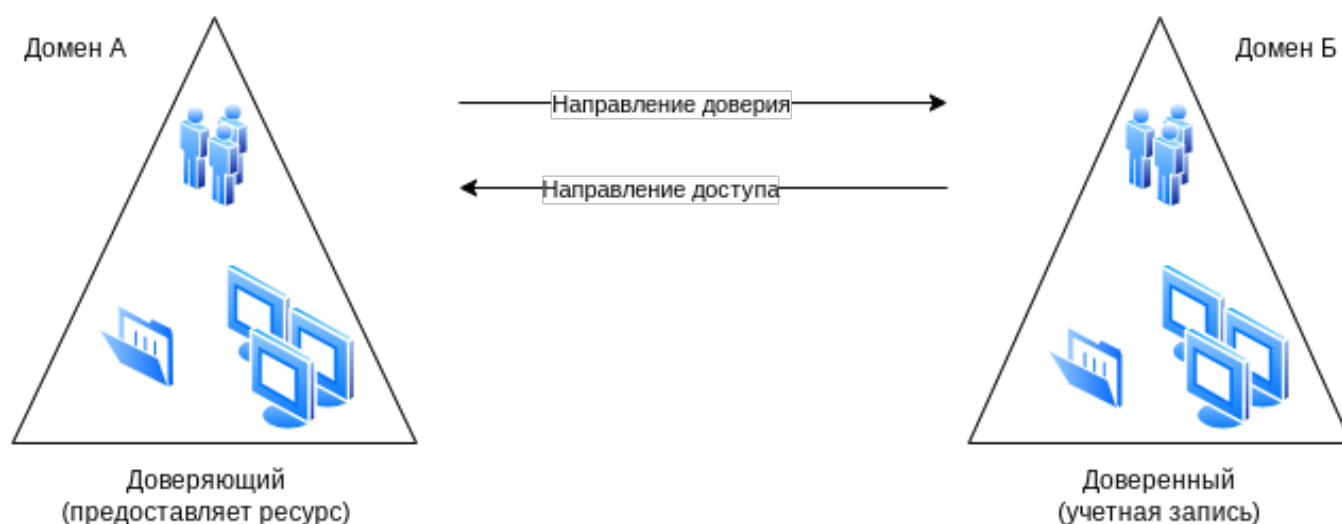 Домен А
Домен Б
Направление доверия
Направление доступа
Доверяющий
(предоставляет ресурс)
Доверенный
(учетная запись)